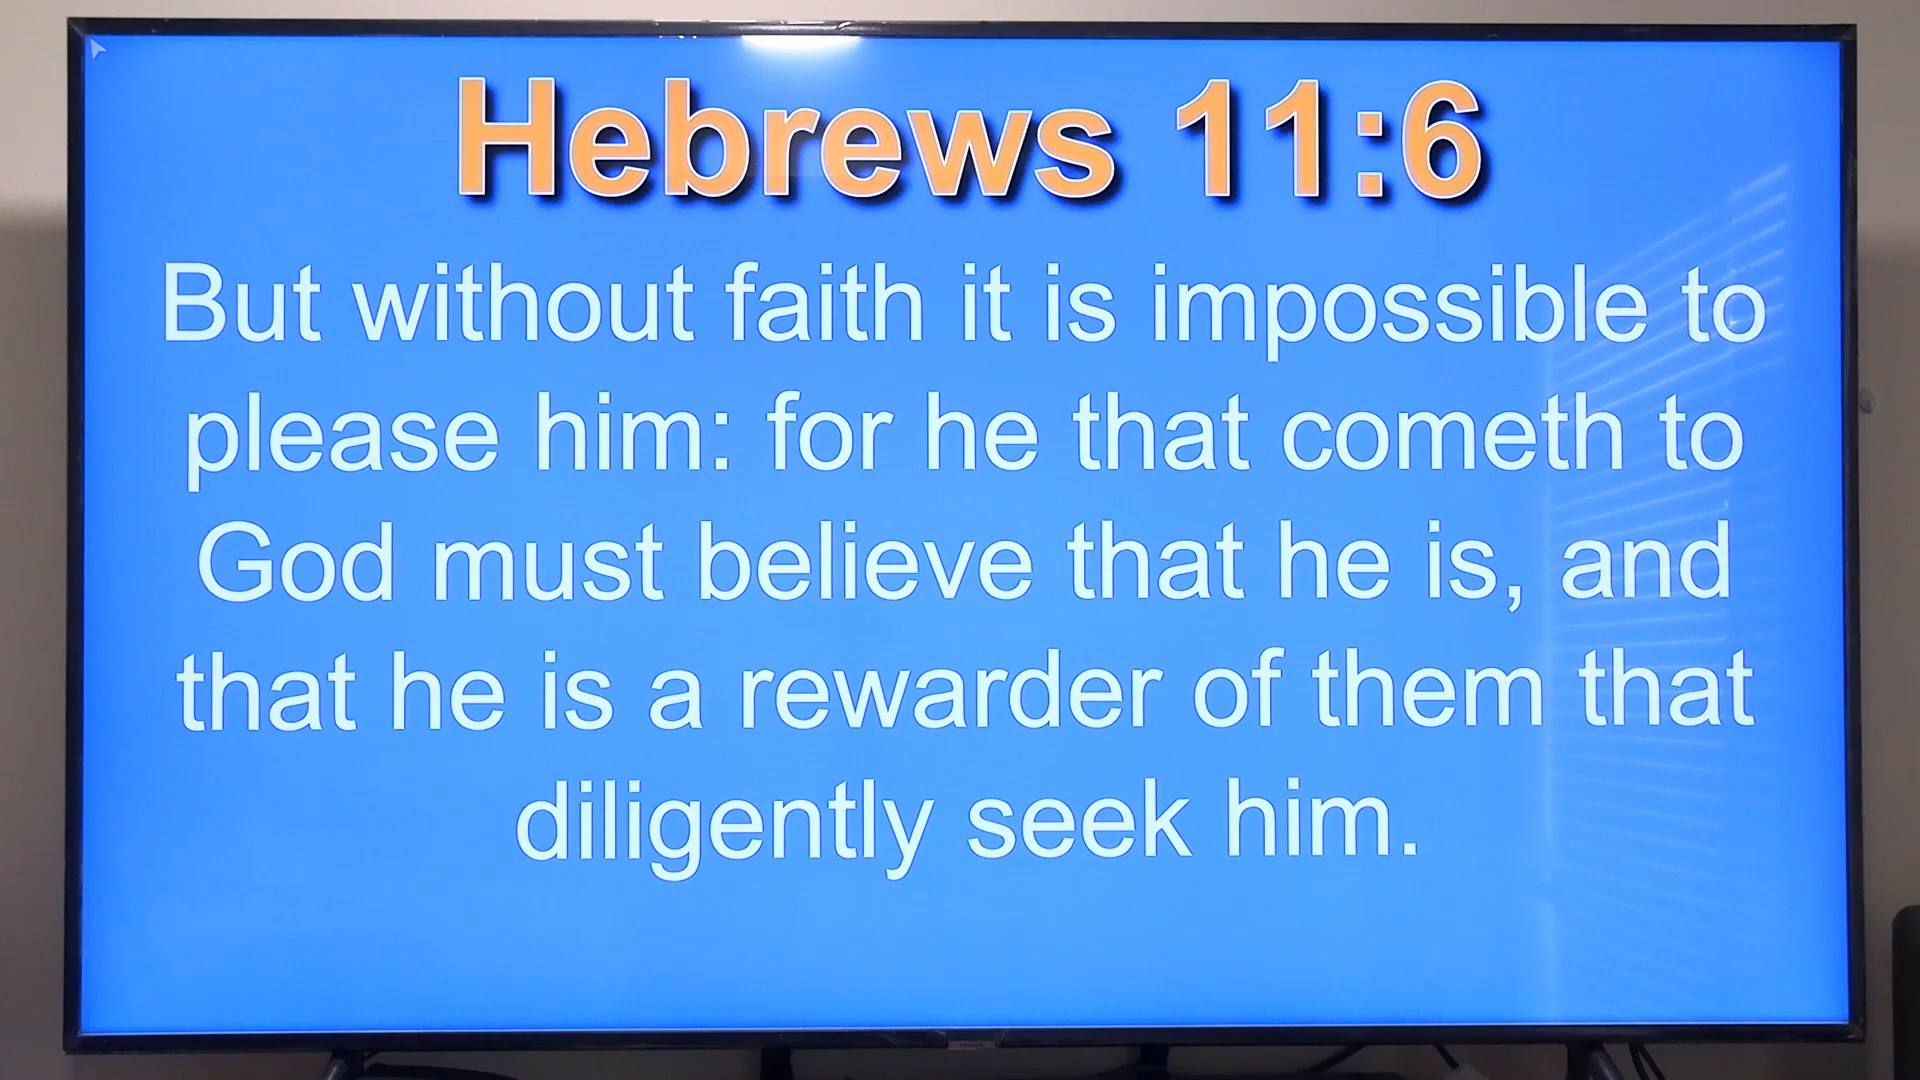 Hebrews 11:6
But without faith it is impossible to
please him: for he that cometh to
God must believe that he is, and
that he is a rewarder of them that
diligently seek him.